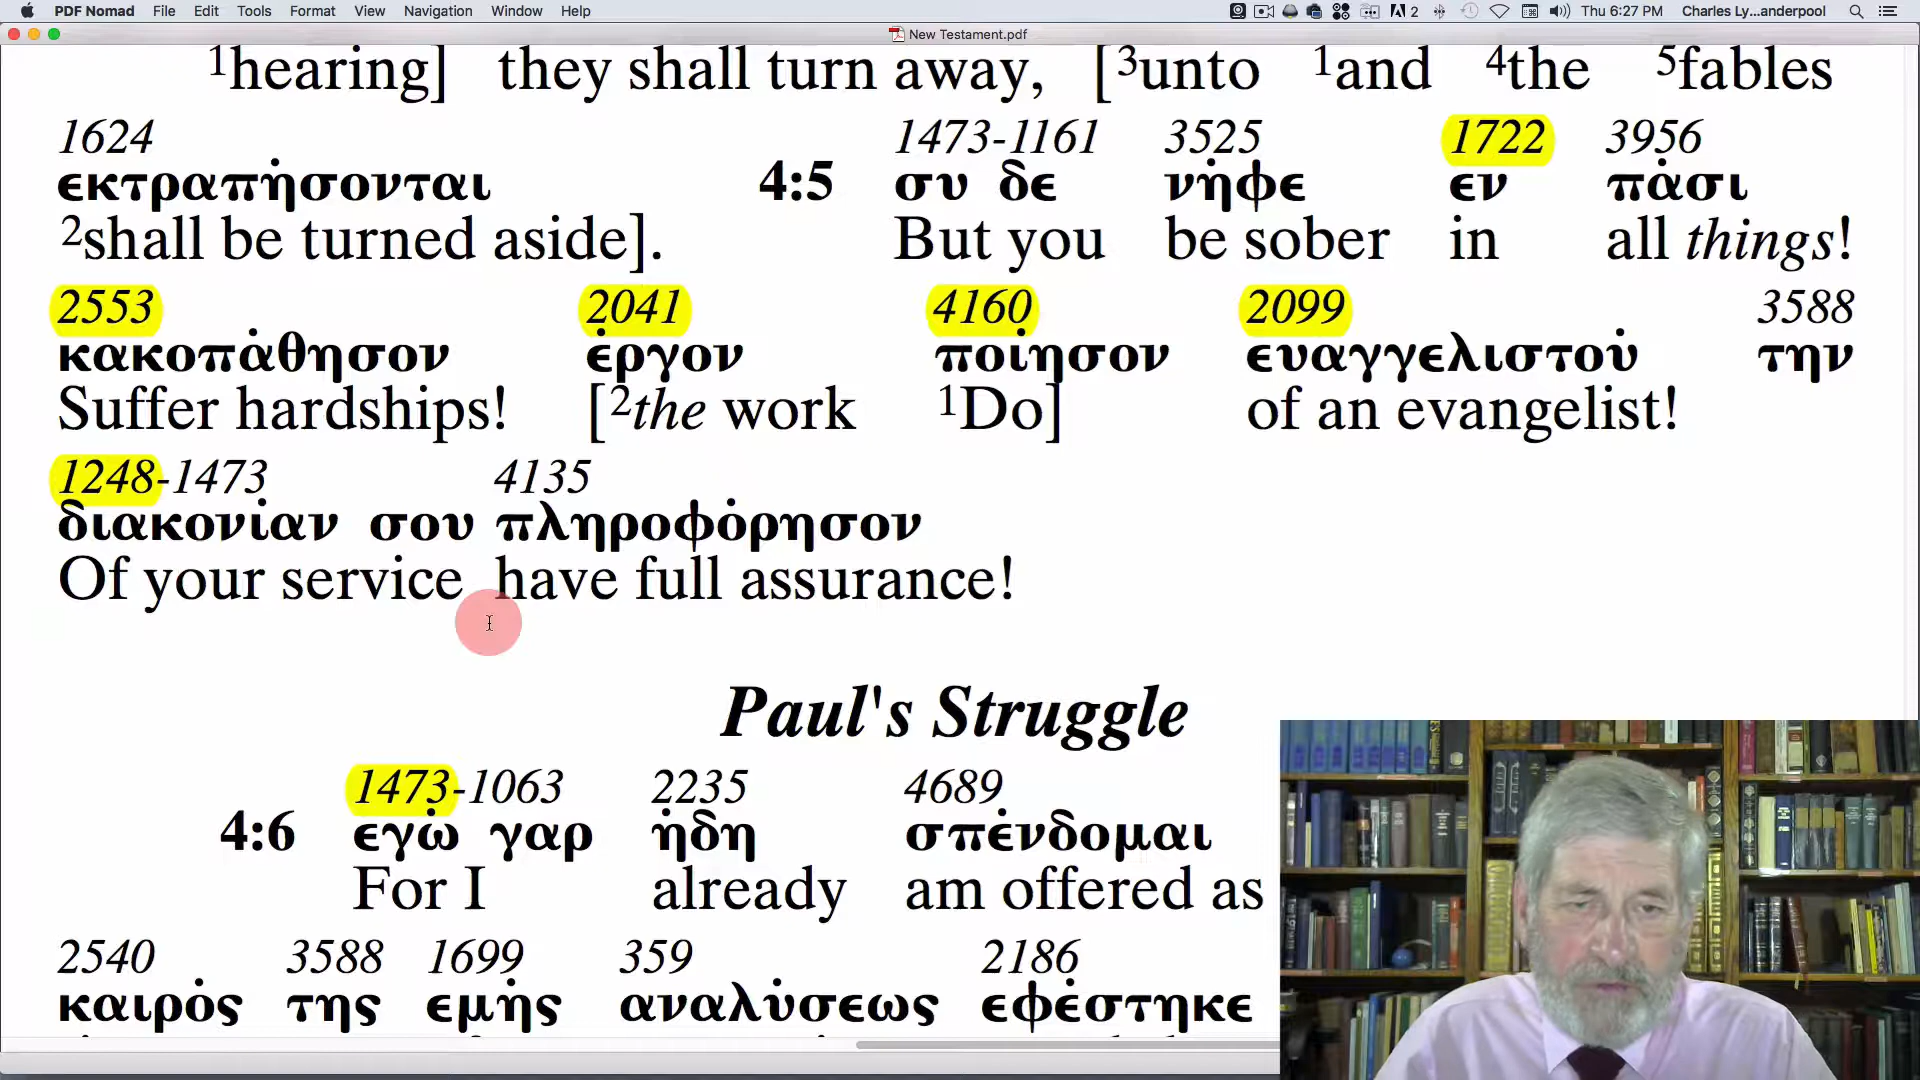 PDF Nomad File Edit Tools Format View Navigation Window Help 2 Thu 6:27 PM Charles Ly...anderpool
New Testament.pdf
¹hearing] they shall turn away, [³unto ¹and ⁴the ⁵fables
1624 1473-1161 3525 1722 3956
εκτραπήσονται 4:5 συ δε νήφε εν πάσι
²shall be turned aside]. But you be sober in all things!
2553 2041 4160 2099 3588
κακοπάθησον έργον ποίησον ευαγγελιστού την
Suffer hardships! [²the work ¹Do] of an evangelist!
1248-1473 4135
διακονίαν σου πληροφόρησον
Of your service have full assurance!
Paul's Struggle
1473-1063 2235 4689
4:6 εγώ γαρ ήδη σπένδομαι
For I already am offered as
2540 3588 1699 359 2186
καιρός της εμής αναλύσεως εφέστηκε